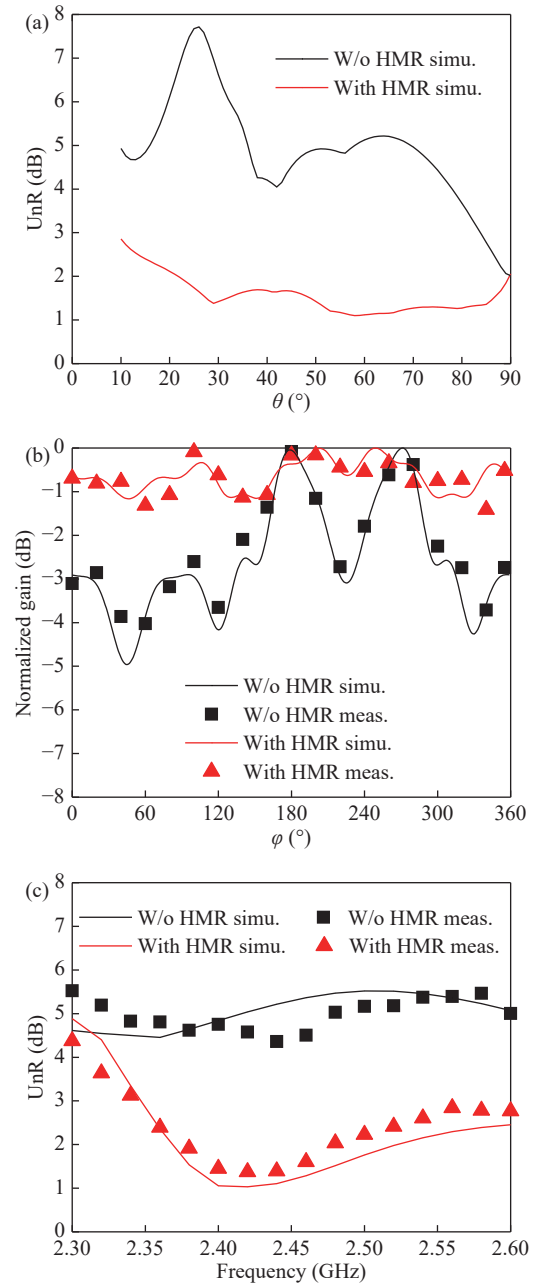 (a)
8
7
6
5
4
3
2
1
0
UnR (dB)
W/o HMR simu.
With HMR simu.
0 10 20 30 40 50 60 70 80 90
θ (°)
(b)
0
−1
−2
−3
−4
−5
−6
−7
−8
Normalized gain (dB)
W/o HMR simu.
W/o HMR meas.
With HMR simu.
With HMR meas.
0 60 120 180 240 300 360
φ (°)
(c)
8
7
6
5
4
3
2
1
0
UnR (dB)
W/o HMR simu. W/o HMR meas.
With HMR simu. With HMR meas.
2.30 2.35 2.40 2.45 2.50 2.55 2.60
Frequency (GHz)